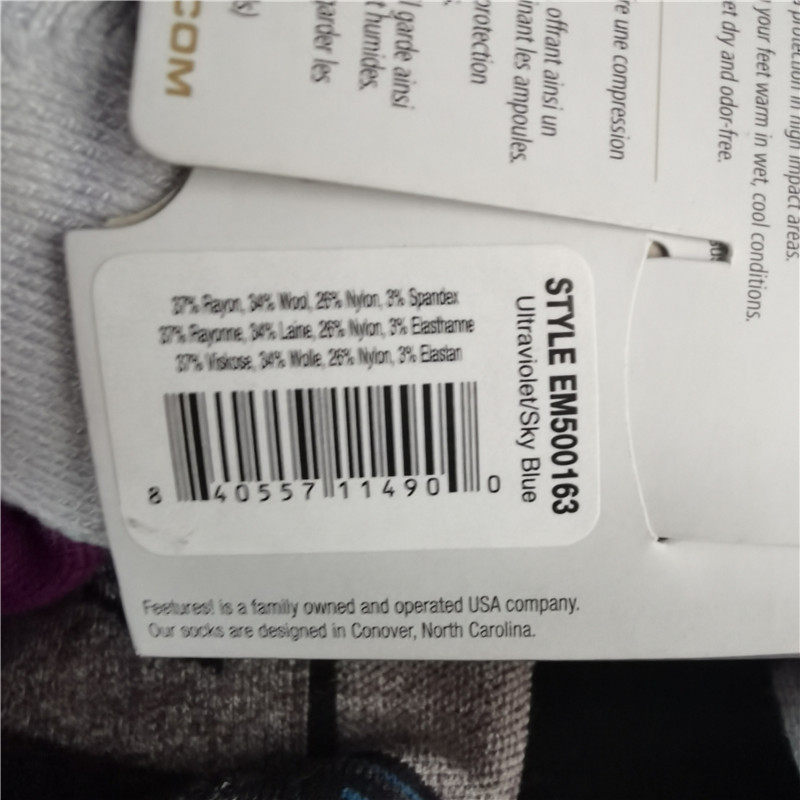 .COM
s)
garder les
l garde ainsi
t humides.
protection
offrant ainsi un
nant les ampoules.
re une compression
protection in high impact areas.
your feet warm in wet, cool conditions.
et dry and odor-free.
37% Rayon, 34% Wool, 26% Nylon, 3% Spandex
37% Rayonne, 34% Laine, 26% Nylon, 3% Elasthanne
37% Viskose, 34% Wolle, 26% Nylon, 3% Elastan
8 40557 11490 0
STYLE EM500163
Ultraviolet/Sky Blue
Feetures! is a family owned and operated USA company.
Our socks are designed in Conover, North Carolina.